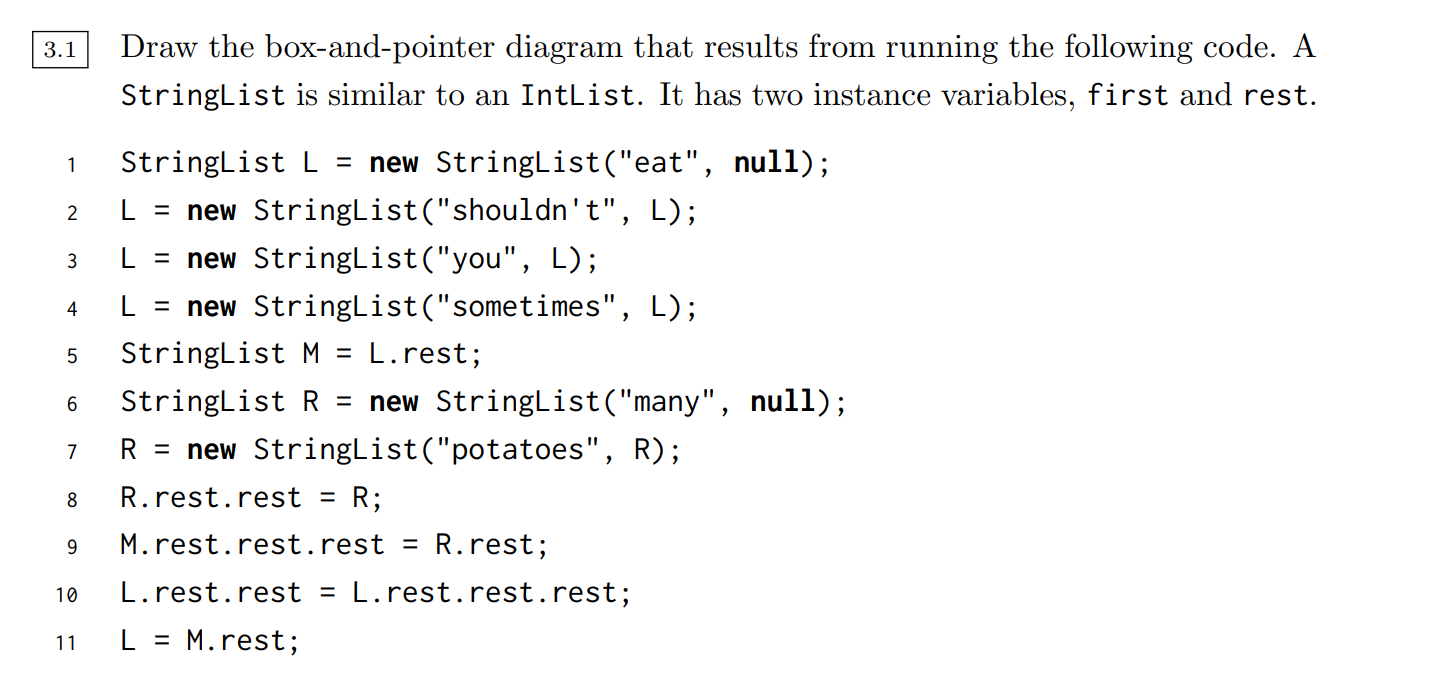 3.1 Draw the box-and-pointer diagram that results from running the following code. A
StringList is similar to an IntList. It has two instance variables, first and rest.
1 StringList L = new StringList("eat", null);
2 L = new StringList("shouldn't", L);
3 L = new StringList("you", L);
4 L = new StringList("sometimes", L);
5 StringList M = L.rest;
6 StringList R = new StringList("many", null);
7 R = new StringList("potatoes", R);
8 R.rest.rest = R;
9 M.rest.rest.rest = R.rest;
10 L.rest.rest = L.rest.rest.rest;
11 L = M.rest;